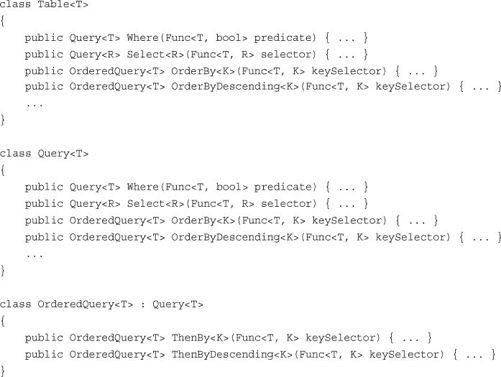 class Table<T>
{
    public Query<T> Where(Func<T, bool> predicate) { ... }
    public Query<R> Select<R>(Func<T, R> selector) { ... }
    public OrderedQuery<T> OrderBy<K>(Func<T, K> keySelector) { ... }
    public OrderedQuery<T> OrderByDescending<K>(Func<T, K> keySelector) { ... }
    ...
}

class Query<T>
{
    public Query<T> Where(Func<T, bool> predicate) { ... }
    public Query<R> Select<R>(Func<T, R> selector) { ... }
    public OrderedQuery<T> OrderBy<K>(Func<T, K> keySelector) { ... }
    public OrderedQuery<T> OrderByDescending<K>(Func<T, K> keySelector) { ... }
    ...
}

class OrderedQuery<T> : Query<T>
{
    public OrderedQuery<T> ThenBy<K>(Func<T, K> keySelector) { ... }
    public OrderedQuery<T> ThenByDescending<K>(Func<T, K> keySelector) { ... }
}